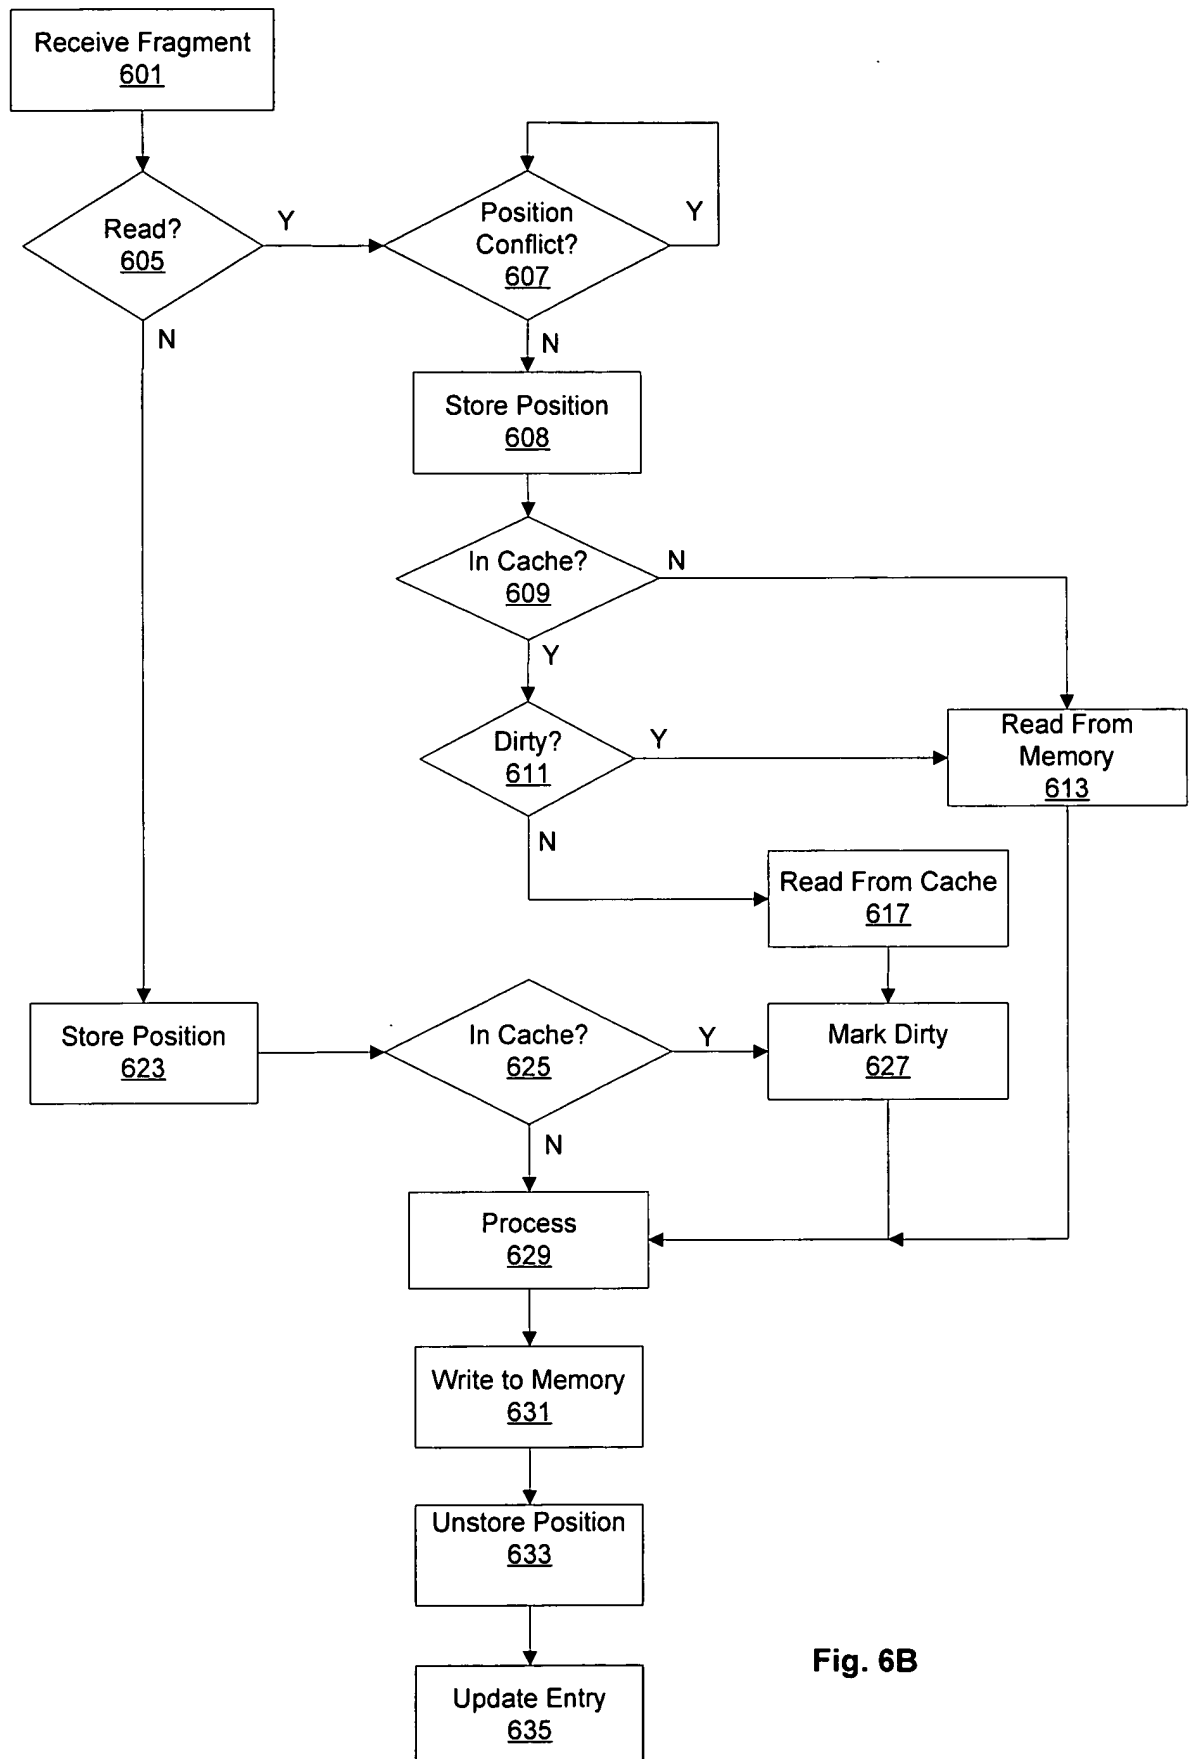 Receive Fragment
601
Read?
605
Y
N
Position
Conflict?
607
Y
N
Store Position
608
In Cache?
609
N
Y
Dirty?
611
Y
N
Read From
Memory
613
Read From Cache
617
Store Position
623
In Cache?
625
Y
N
Mark Dirty
627
Process
629
Write to Memory
631
Unstore Position
633
Update Entry
635
Fig. 6B